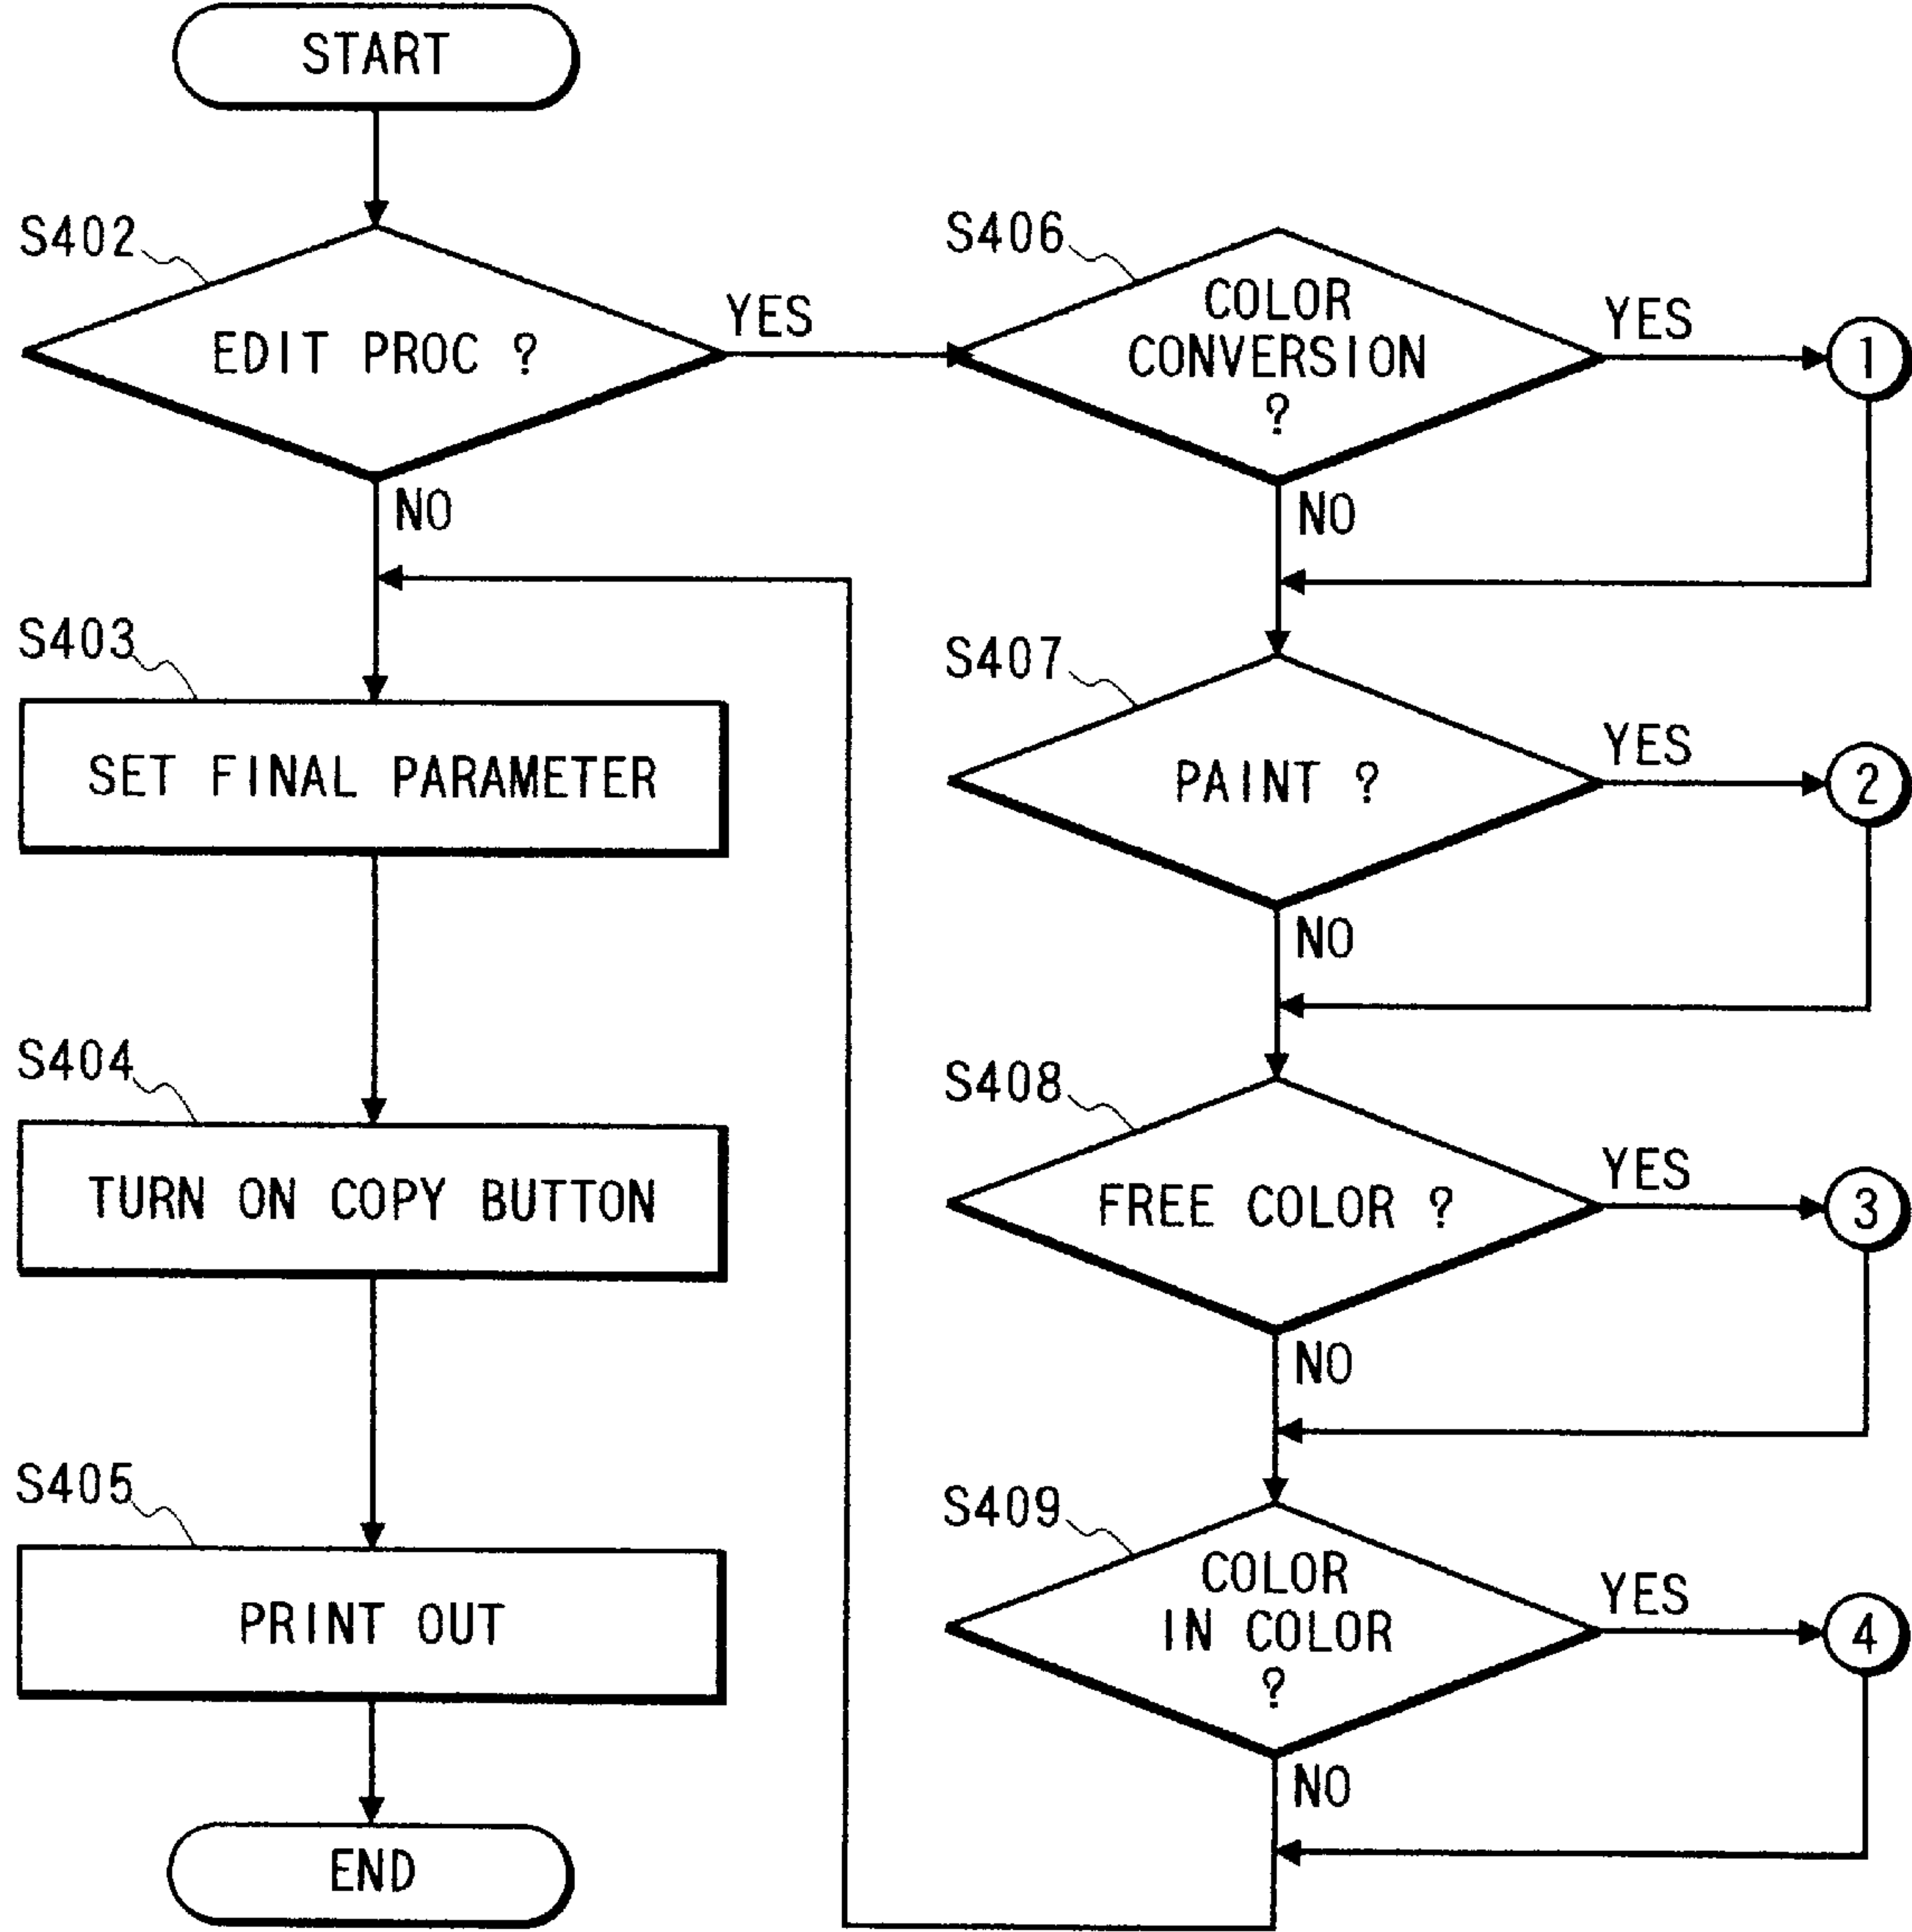 START
S402
EDIT PROC ?
YES
NO
S403
SET FINAL PARAMETER
S404
TURN ON COPY BUTTON
S405
PRINT OUT
END
S406
COLOR
CONVERSION
?
YES
1
NO
S407
PAINT ?
YES
2
NO
S408
FREE COLOR ?
YES
3
NO
S409
COLOR
IN COLOR
?
YES
4
NO